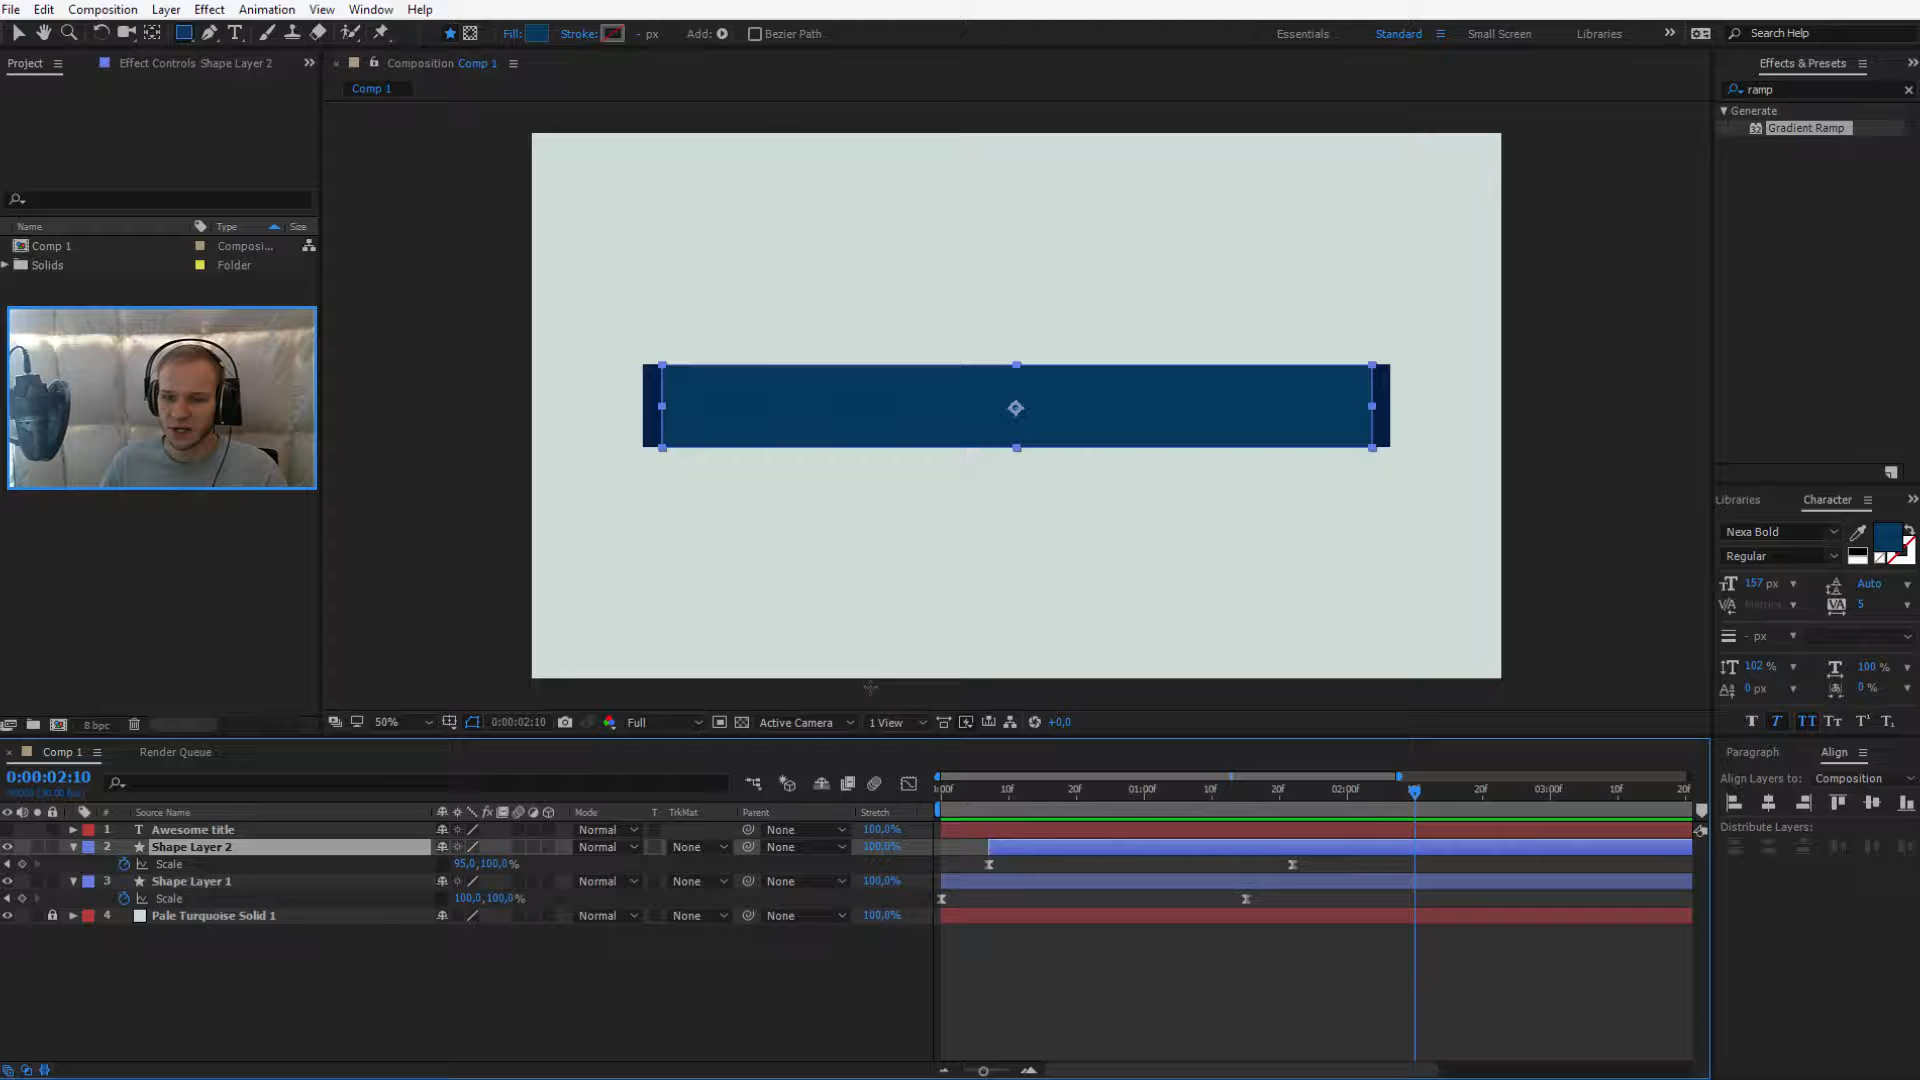 File Edit Composition Layer Effect Animation View Window Help
Fill: Stroke: - px Add: Bezier Path Essentials Standard Small Screen Libraries Search Help
Project Effect Controls Shape Layer 2 Composition Comp 1 Effects & Presets
Comp 1 ramp
Generate
Gradient Ramp
Name Type Size
Comp 1 Composi...
Solids Folder
Libraries Character
Nexa Bold
Regular
157 px Auto
Metrics 5
- px
102 % 100 %
0 px 0 %
8 bpc 50% 0:00:02:10 Full Active Camera 1 View +0,0
Comp 1 Render Queue Paragraph Align
0:00:02:10 Align Layers to: Composition
:00f 10f 20f 01:00f 10f 20f 02:00f 20f 03:00f 10f 20f
# Source Name Mode T TrkMat Parent Stretch
Distribute Layers:
1 T Awesome title Normal None 100,0%
2 Shape Layer 2 Normal None None 100,0%
Scale 95,0,100,0%
3 Shape Layer 1 Normal None None 100,0%
Scale 100,0,100,0%
4 Pale Turquoise Solid 1 Normal None None 100,0%